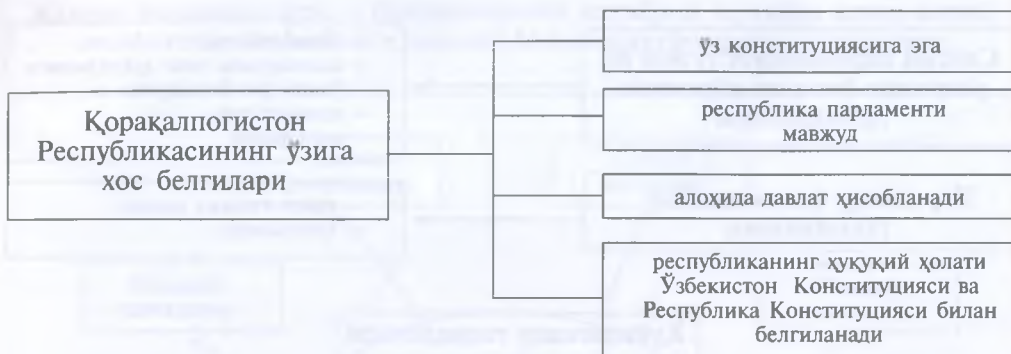 Қорақалпогистон
Республикасининг ўзига
хос белгилари
ўз конституциясига эга
республика парламенти
мавжуд
алоҳида давлат ҳисобланади
республиканинг ҳуқуқий ҳолати
Ўзбекистон Конституцияси ва
Республика Конституцияси билан
белгиланади